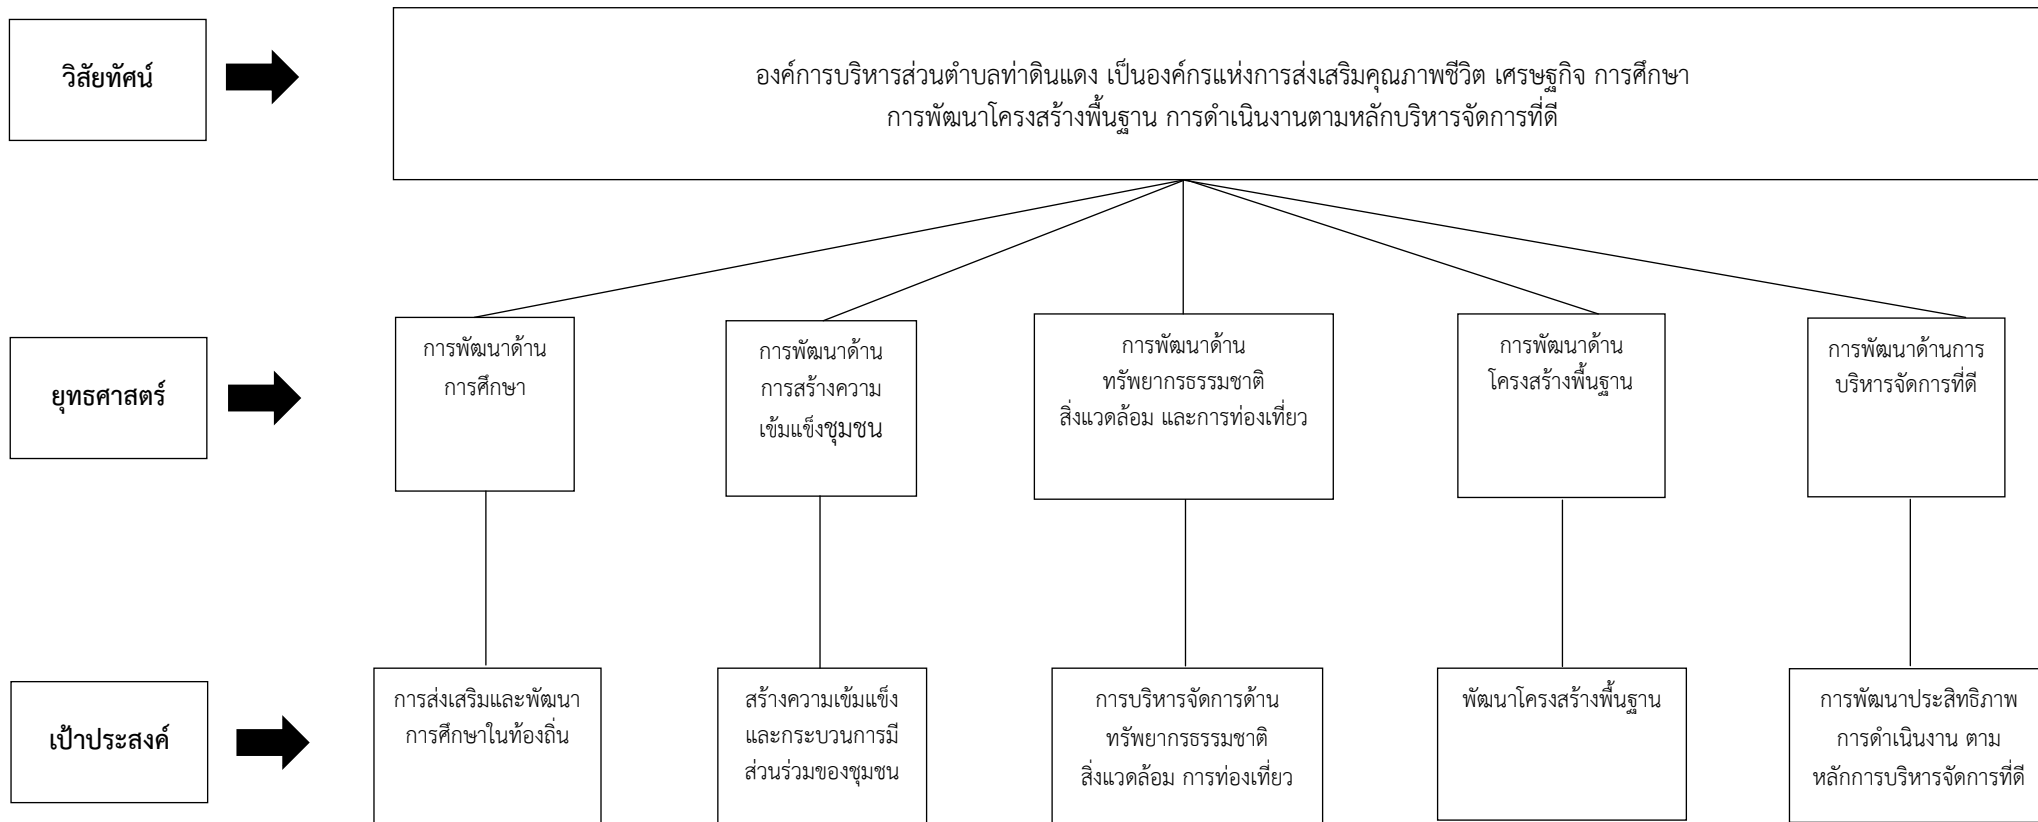 วิสัยทัศน์
องค์การบริหารส่วนตำบลท่าดินแดง เป็นองค์กรแห่งการส่งเสริมคุณภาพชีวิต เศรษฐกิจ การศึกษา
การพัฒนาโครงสร้างพื้นฐาน การดำเนินงานตามหลักบริหารจัดการที่ดี
ยุทธศาสตร์
การพัฒนาด้าน
การศึกษา
การพัฒนาด้าน
การสร้างความ
เข้มแข็งชุมชน
การพัฒนาด้าน
ทรัพยากรธรรมชาติ
สิ่งแวดล้อม และการท่องเที่ยว
การพัฒนาด้าน
โครงสร้างพื้นฐาน
การพัฒนาด้านการ
บริหารจัดการที่ดี
เป้าประสงค์
การส่งเสริมและพัฒนา
การศึกษาในท้องถิ่น
สร้างความเข้มแข็ง
และกระบวนการมี
ส่วนร่วมของชุมชน
การบริหารจัดการด้าน
ทรัพยากรธรรมชาติ
สิ่งแวดล้อม การท่องเที่ยว
พัฒนาโครงสร้างพื้นฐาน
การพัฒนาประสิทธิภาพ
การดำเนินงาน ตาม
หลักการบริหารจัดการที่ดี